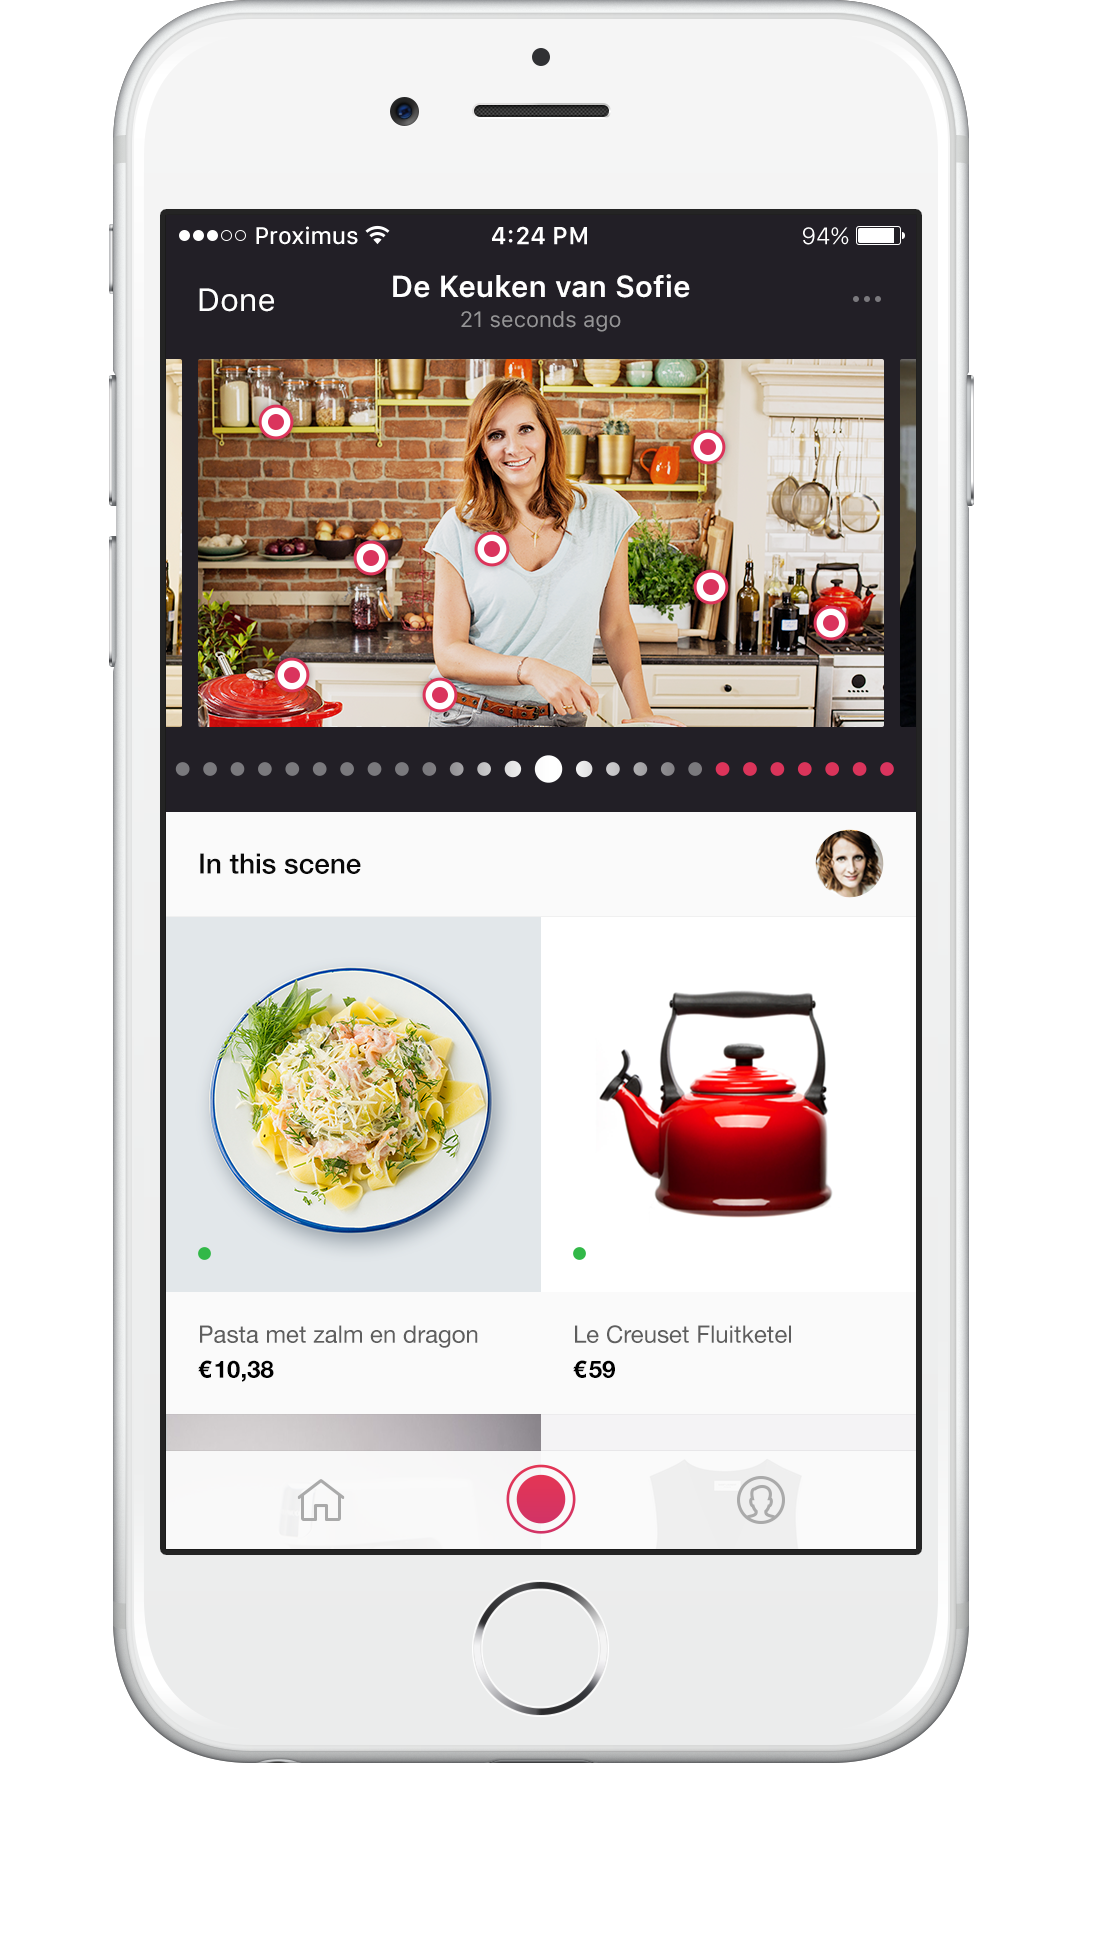 Proximus
4:24 PM
94%
Done
De Keuken van Sofie
21 seconds ago
In this scene
Pasta met zalm en dragon
€10,38
Le Creuset Fluitketel
€59